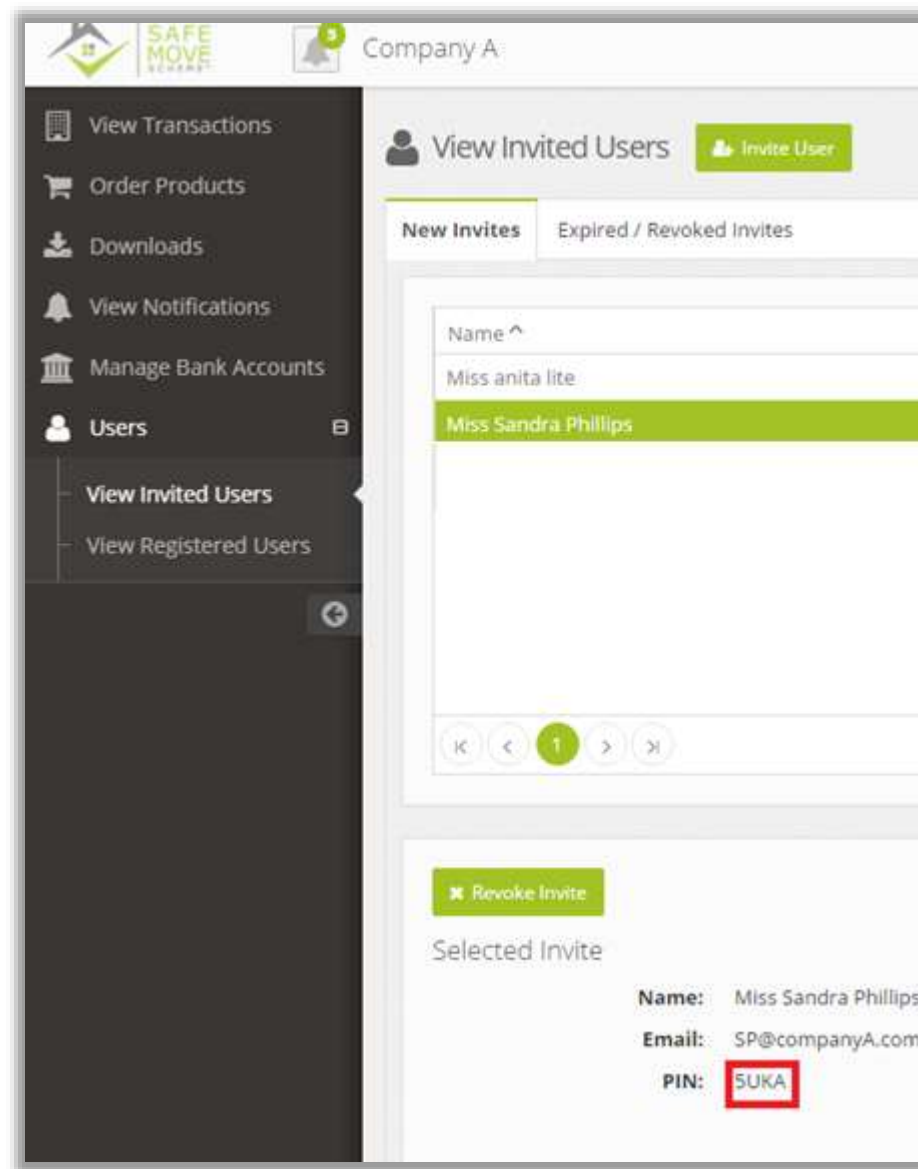 SAFE
MOVE
SCHEME
Company A
View Transactions
Order Products
Downloads
View Notifications
Manage Bank Accounts
Users
View Invited Users
View Registered Users
View Invited Users
Invite User
New Invites
Expired / Revoked Invites
Name ^
Miss anita lite
Miss Sandra Phillips
1
Revoke Invite
Selected Invite
Name: Miss Sandra Phillips
Email: SP@companyA.com
PIN: 5UKA